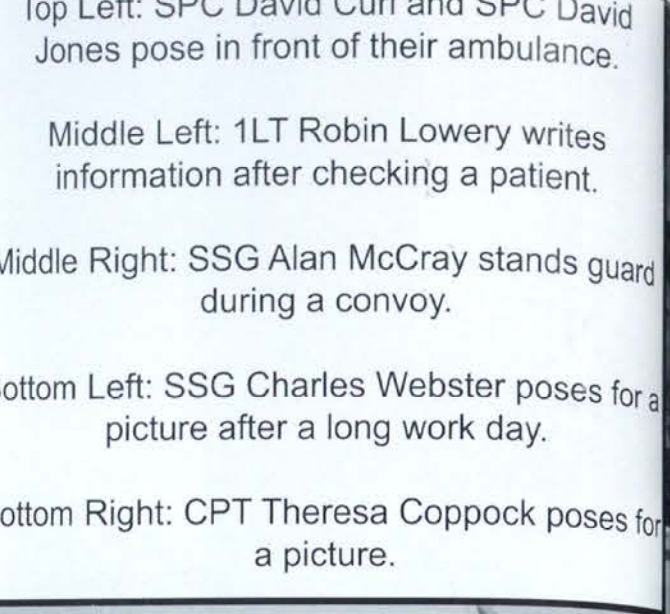 Top Left: SPC David Curl and SPC David
Jones pose in front of their ambulance.
Middle Left: 1LT Robin Lowery writes
information after checking a patient.
Middle Right: SSG Alan McCray stands guard
during a convoy.
ottom Left: SSG Charles Webster poses for a
picture after a long work day.
ottom Right: CPT Theresa Coppock poses for
a picture.